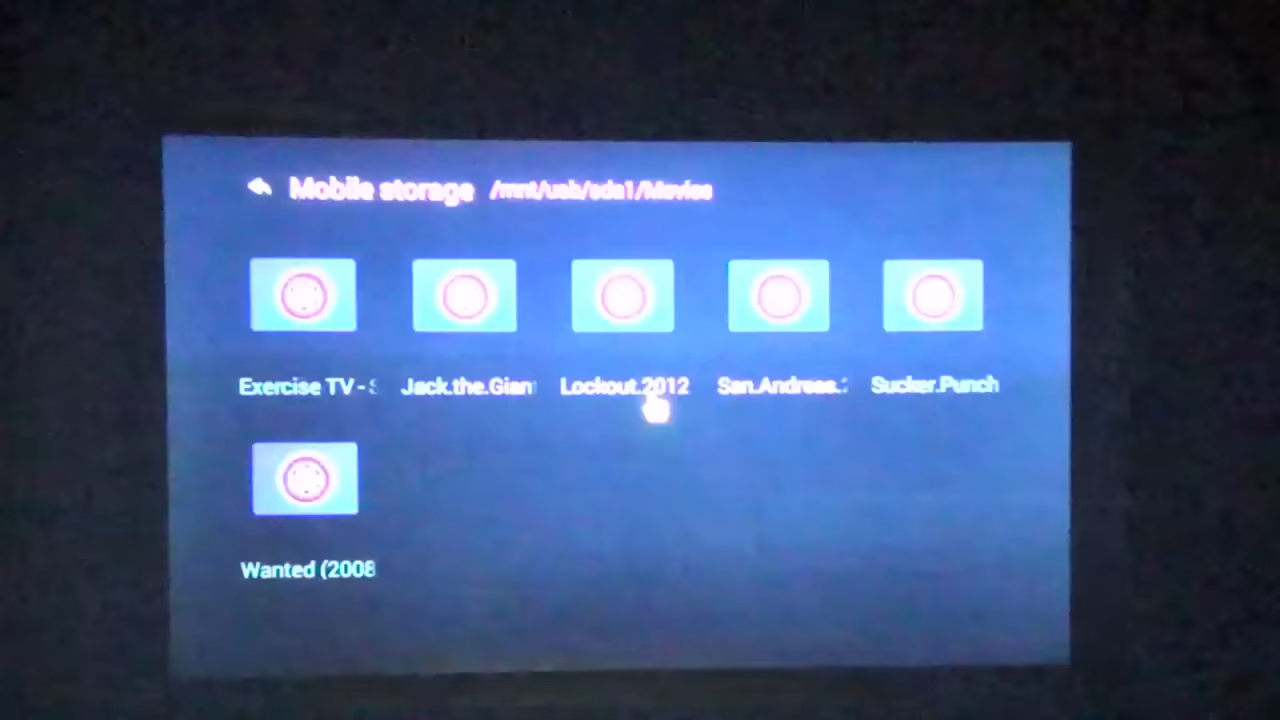 Mobile storage /mnt/usb/sda1/Movies
Exercise TV - S Jack.the.Gian Lockout.2012 San.Andreas. Sucker.Punch
Wanted (2008